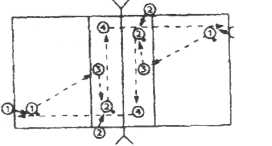 ② 
④ ② ①
③ ③
① ① ② ④
②